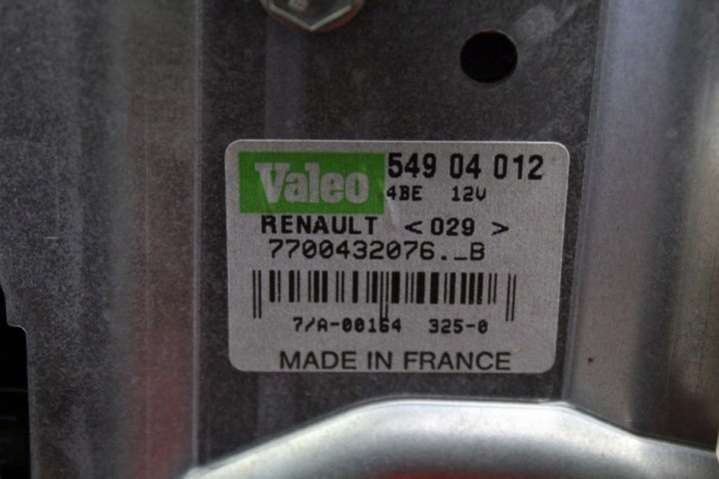 Valeo 549 04 012
4BE 12V
RENAULT <029>
7700432076._B
7/A-00164 325-0
MADE IN FRANCE